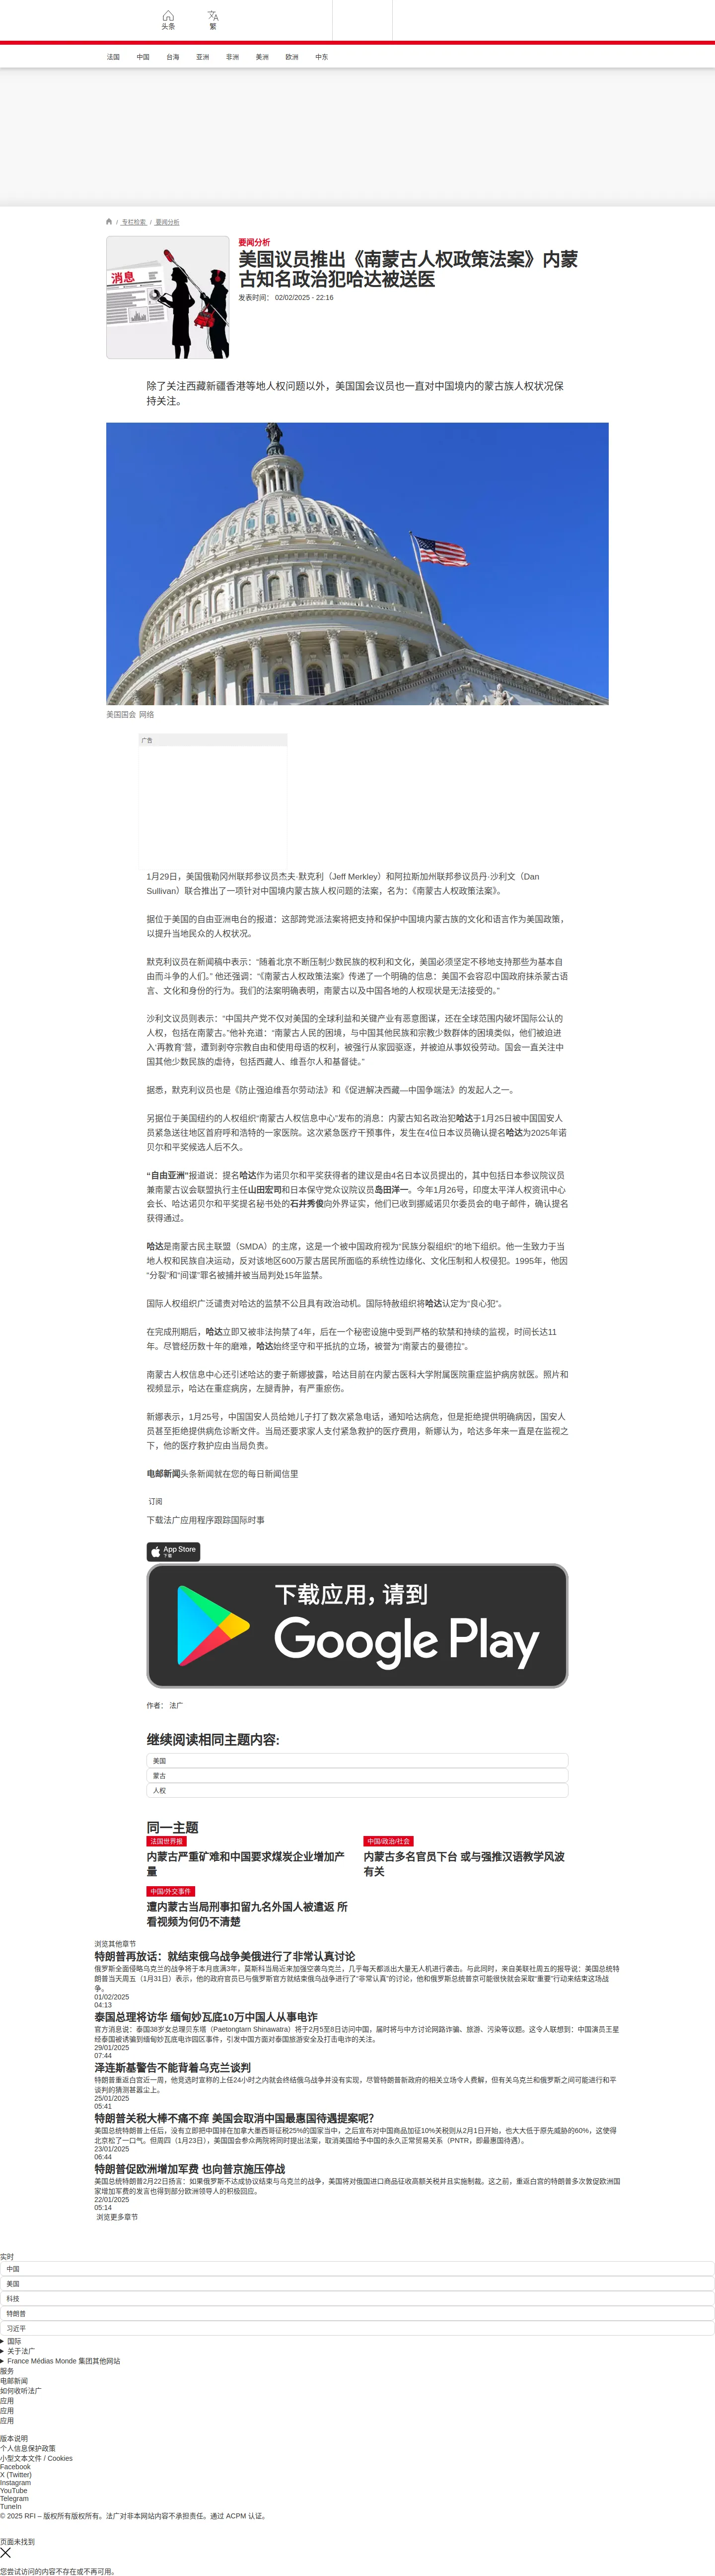 头条
繁
法国
中国
台海
亚洲
非洲
美洲
欧洲
中东
/ 专栏检索 / 要闻分析
消息
要闻分析
美国议员推出《南蒙古人权政策法案》内蒙
古知名政治犯哈达被送医
发表时间： 02/02/2025 - 22:16
除了关注西藏新疆香港等地人权问题以外，美国国会议员也一直对中国境内的蒙古族人权状况保
持关注。
美国国会 网络
广告
1月29日，美国俄勒冈州联邦参议员杰夫·默克利（Jeff Merkley）和阿拉斯加州联邦参议员丹·沙利文（Dan
Sullivan）联合推出了一项针对中国境内蒙古族人权问题的法案，名为：《南蒙古人权政策法案》。
据位于美国的自由亚洲电台的报道：这部跨党派法案将把支持和保护中国境内蒙古族的文化和语言作为美国政策，
以提升当地民众的人权状况。
默克利议员在新闻稿中表示：“随着北京不断压制少数民族的权利和文化，美国必须坚定不移地支持那些为基本自
由而斗争的人们。” 他还强调：“《南蒙古人权政策法案》传递了一个明确的信息：美国不会容忍中国政府抹杀蒙古语
言、文化和身份的行为。我们的法案明确表明，南蒙古以及中国各地的人权现状是无法接受的。”
沙利文议员则表示：“中国共产党不仅对美国的全球利益和关键产业有恶意图谋，还在全球范围内破坏国际公认的
人权，包括在南蒙古。”他补充道：“南蒙古人民的困境，与中国其他民族和宗教少数群体的困境类似，他们被迫进
入‘再教育’营，遭到剥夺宗教自由和使用母语的权利，被强行从家园驱逐，并被迫从事奴役劳动。国会一直关注中
国其他少数民族的虐待，包括西藏人、维吾尔人和基督徒。”
据悉，默克利议员也是《防止强迫维吾尔劳动法》和《促进解决西藏—中国争端法》的发起人之一。
另据位于美国纽约的人权组织“南蒙古人权信息中心”发布的消息：内蒙古知名政治犯哈达于1月25日被中国国安人
员紧急送往地区首府呼和浩特的一家医院。这次紧急医疗干预事件，发生在4位日本议员确认提名哈达为2025年诺
贝尔和平奖候选人后不久。
“自由亚洲”报道说：提名哈达作为诺贝尔和平奖获得者的建议是由4名日本议员提出的，其中包括日本参议院议员
兼南蒙古议会联盟执行主任山田宏司和日本保守党众议院议员岛田洋一。今年1月26号，印度太平洋人权资讯中心
会长、哈达诺贝尔和平奖提名秘书处的石井秀俊向外界证实，他们已收到挪威诺贝尔委员会的电子邮件，确认提名
获得通过。
哈达是南蒙古民主联盟（SMDA）的主席，这是一个被中国政府视为“民族分裂组织”的地下组织。他一生致力于当
地人权和民族自决运动，反对该地区600万蒙古居民所面临的系统性边缘化、文化压制和人权侵犯。1995年，他因
“分裂”和“间谍”罪名被捕并被当局判处15年监禁。
国际人权组织广泛谴责对哈达的监禁不公且具有政治动机。国际特赦组织将哈达认定为“良心犯”。
在完成刑期后，哈达立即又被非法拘禁了4年，后在一个秘密设施中受到严格的软禁和持续的监视，时间长达11
年。尽管经历数十年的磨难，哈达始终坚守和平抵抗的立场，被誉为“南蒙古的曼德拉”。
南蒙古人权信息中心还引述哈达的妻子新娜披露，哈达目前在内蒙古医科大学附属医院重症监护病房就医。照片和
视频显示，哈达在重症病房，左腿青肿，有严重瘀伤。
新娜表示，1月25号，中国国安人员给她儿子打了数次紧急电话，通知哈达病危，但是拒绝提供明确病因，国安人
员甚至拒绝提供病危诊断文件。当局还要求家人支付紧急救护的医疗费用，新娜认为，哈达多年来一直是在监视之
下，他的医疗救护应由当局负责。
电邮新闻头条新闻就在您的每日新闻信里
订阅
下载法广应用程序跟踪国际时事
App Store
下载
下载应用，请到
Google Play
作者： 法广
继续阅读相同主题内容:
美国
蒙古
人权
同一主题
法国世界报
内蒙古严重矿难和中国要求煤炭企业增加产
量
中国/政治/社会
内蒙古多名官员下台 或与强推汉语教学风波
有关
中国/外交事件
遭内蒙古当局刑事扣留九名外国人被遣返 所
看视频为何仍不清楚
浏览其他章节
特朗普再放话：就结束俄乌战争美俄进行了非常认真讨论
俄罗斯全面侵略乌克兰的战争将于本月底满3年，莫斯科当局近来加强空袭乌克兰，几乎每天都派出大量无人机进行袭击。与此同时，来自美联社周五的报导说：美国总统特
朗普当天周五（1月31日）表示，他的政府官员已与俄罗斯官方就结束俄乌战争进行了“非常认真”的讨论，他和俄罗斯总统普京可能很快就会采取“重要”行动来结束这场战
争。
01/02/2025
04:13
泰国总理将访华 缅甸妙瓦底10万中国人从事电诈
官方消息说：泰国38岁女总理贝东塔（Paetongtarn Shinawatra）将于2月5至8日访问中国，届时将与中方讨论网路诈骗、旅游、污染等议题。这令人联想到：中国演员王星
经泰国被诱骗到缅甸妙瓦底电诈园区事件，引发中国方面对泰国旅游安全及打击电诈的关注。
29/01/2025
07:44
泽连斯基警告不能背着乌克兰谈判
特朗普重返白宫近一周，他竞选时宣称的上任24小时之内就会终结俄乌战争并没有实现，尽管特朗普新政府的相关立场令人费解，但有关乌克兰和俄罗斯之间可能进行和平
谈判的猜测甚嚣尘上。
25/01/2025
05:41
特朗普关税大棒不痛不痒 美国会取消中国最惠国待遇提案呢？
美国总统特朗普上任后，没有立即把中国排在加拿大墨西哥征税25%的国家当中，之后宣布对中国商品加征10%关税则从2月1日开始，也大大低于原先威胁的60%，这使得
北京松了一口气。但周四（1月23日），美国国会参众两院将同时提出法案，取消美国给予中国的永久正常贸易关系（PNTR，即最惠国待遇）。
23/01/2025
06:44
特朗普促欧洲增加军费 也向普京施压停战
美国总统特朗普2月22日扬言：如果俄罗斯不达成协议结束与乌克兰的战争，美国将对俄国进口商品征收高额关税并且实施制裁。这之前，重返白宫的特朗普多次敦促欧洲国
家增加军费的发言也得到部分欧洲领导人的积极回应。
22/01/2025
05:14
浏览更多章节
实时
中国
美国
科技
特朗普
习近平
国际
关于法广
France Médias Monde 集团其他网站
服务
电邮新闻
如何收听法广
应用
应用
应用
版本说明
个人信息保护政策
小型文本文件 / Cookies
Facebook
X (Twitter)
Instagram
YouTube
Telegram
TuneIn
© 2025 RFI – 版权所有版权所有。法广对非本网站内容不承担责任。通过 ACPM 认证。
页面未找到
您尝试访问的内容不存在或不再可用。